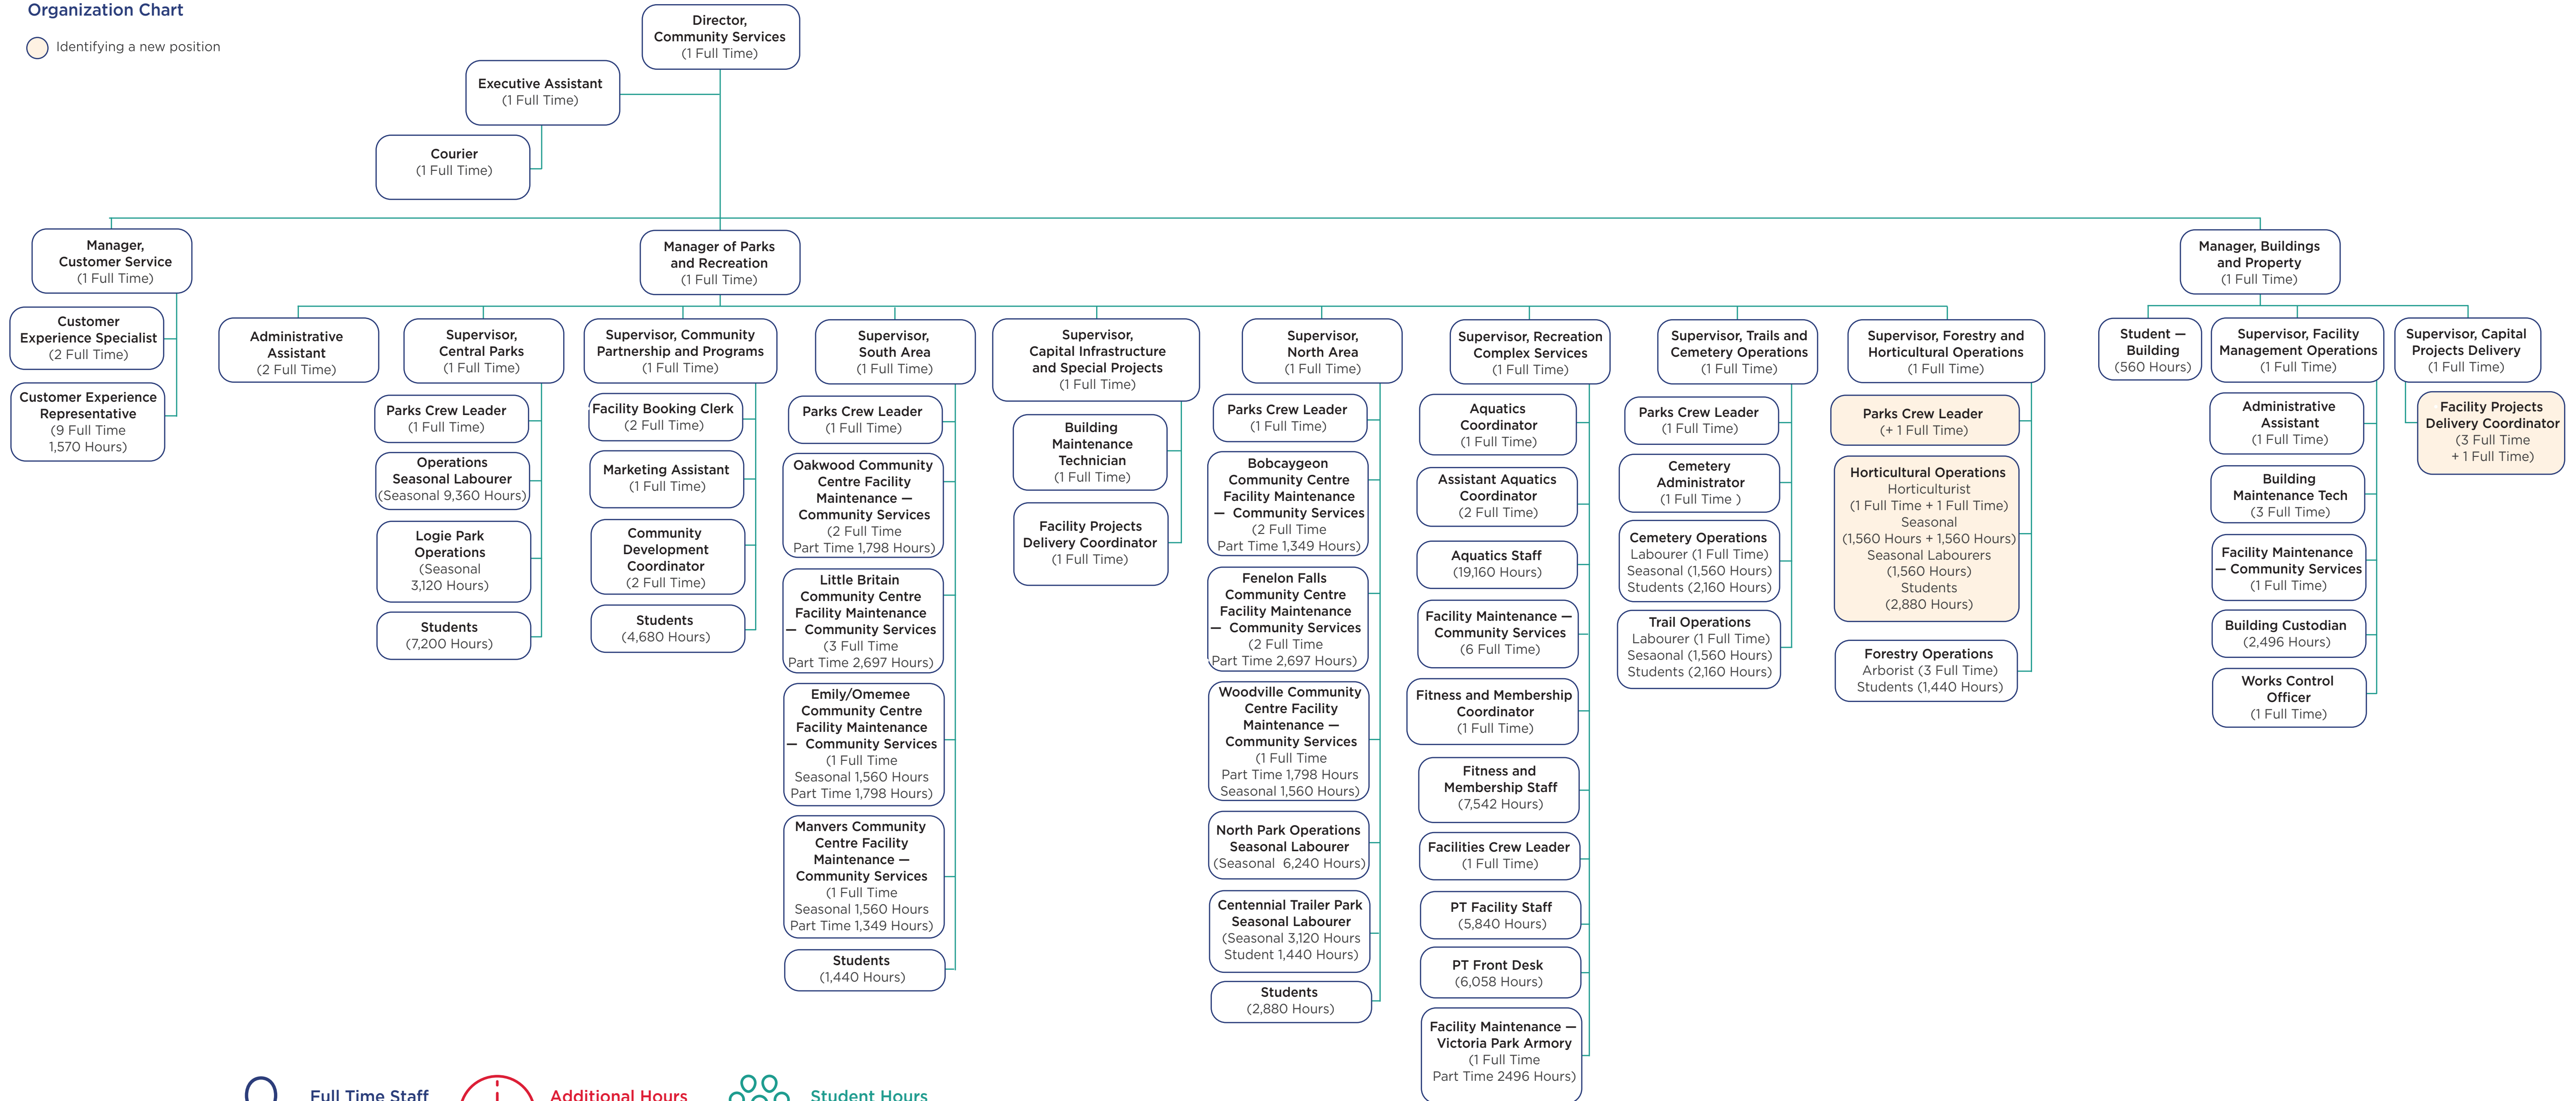 Organization Chart
Identifying a new position
Director,
Community Services
(1 Full Time)
Executive Assistant
(1 Full Time)
Courier
(1 Full Time)
Manager,
Customer Service
(1 Full Time)
Customer
Experience Specialist
(2 Full Time)
Customer Experience
Representative
(9 Full Time
1,570 Hours)
Manager of Parks
and Recreation
(1 Full Time)
Administrative
Assistant
(2 Full Time)
Supervisor,
Central Parks
(1 Full Time)
Parks Crew Leader
(1 Full Time)
Operations
Seasonal Labourer
(Seasonal 9,360 Hours)
Logie Park
Operations
(Seasonal
3,120 Hours)
Students
(7,200 Hours)
Supervisor, Community
Partnership and Programs
(1 Full Time)
Facility Booking Clerk
(2 Full Time)
Marketing Assistant
(1 Full Time)
Community
Development
Coordinator
(2 Full Time)
Students
(4,680 Hours)
Supervisor,
South Area
(1 Full Time)
Parks Crew Leader
(1 Full Time)
Oakwood Community
Centre Facility
Maintenance —
Community Services
(2 Full Time
Part Time 1,798 Hours)
Little Britain
Community Centre
Facility Maintenance
— Community Services
(3 Full Time
Part Time 2,697 Hours)
Emily/Omemee
Community Centre
Facility Maintenance
— Community Services
(1 Full Time
Seasonal 1,560 Hours
Part Time 1,798 Hours)
Manvers Community
Centre Facility
Maintenance —
Community Services
(1 Full Time
Seasonal 1,560 Hours
Part Time 1,349 Hours)
Students
(1,440 Hours)
Supervisor,
Capital Infrastructure
and Special Projects
(1 Full Time)
Building
Maintenance
Technician
(1 Full Time)
Facility Projects
Delivery Coordinator
(1 Full Time)
Supervisor,
North Area
(1 Full Time)
Parks Crew Leader
(1 Full Time)
Bobcaygeon
Community Centre
Facility Maintenance
— Community Services
(2 Full Time
Part Time 1,349 Hours)
Fenelon Falls
Community Centre
Facility Maintenance
— Community Services
(2 Full Time
Part Time 2,697 Hours)
Woodville Community
Centre Facility
Maintenance —
Community Services
(1 Full Time
Part Time 1,798 Hours
Seasonal 1,560 Hours)
North Park Operations
Seasonal Labourer
(Seasonal 6,240 Hours)
Centennial Trailer Park
Seasonal Labourer
(Seasonal 3,120 Hours
Student 1,440 Hours)
Students
(2,880 Hours)
Supervisor, Recreation
Complex Services
(1 Full Time)
Aquatics
Coordinator
(1 Full Time)
Assistant Aquatics
Coordinator
(2 Full Time)
Aquatics Staff
(19,160 Hours)
Facility Maintenance —
Community Services
(6 Full Time)
Fitness and Membership
Coordinator
(1 Full Time)
Fitness and
Membership Staff
(7,542 Hours)
Facilities Crew Leader
(1 Full Time)
PT Facility Staff
(5,840 Hours)
PT Front Desk
(6,058 Hours)
Facility Maintenance —
Victoria Park Armory
(1 Full Time
Part Time 2496 Hours)
Supervisor, Trails and
Cemetery Operations
(1 Full Time)
Parks Crew Leader
(1 Full Time)
Cemetery
Administrator
(1 Full Time )
Cemetery Operations
Labourer (1 Full Time)
Seasonal (1,560 Hours)
Students (2,160 Hours)
Trail Operations
Labourer (1 Full Time)
Sesaonal (1,560 Hours)
Students (2,160 Hours)
Supervisor, Forestry and
Horticultural Operations
(1 Full Time)
Parks Crew Leader
(+ 1 Full Time)
Horticultural Operations
Horticulturist
(1 Full Time + 1 Full Time)
Seasonal
(1,560 Hours + 1,560 Hours)
Seasonal Labourers
(1,560 Hours)
Students
(2,880 Hours)
Forestry Operations
Arborist (3 Full Time)
Students (1,440 Hours)
Manager, Buildings
and Property
(1 Full Time)
Student —
Building
(560 Hours)
Supervisor, Facility
Management Operations
(1 Full Time)
Administrative
Assistant
(1 Full Time)
Building
Maintenance Tech
(3 Full Time)
Facility Maintenance
— Community Services
(1 Full Time)
Building Custodian
(2,496 Hours)
Works Control
Officer
(1 Full Time)
Supervisor, Capital
Projects Delivery
(1 Full Time)
Facility Projects
Delivery Coordinator
(3 Full Time
+ 1 Full Time)
Full Time Staff
Additional Hours
Student Hours